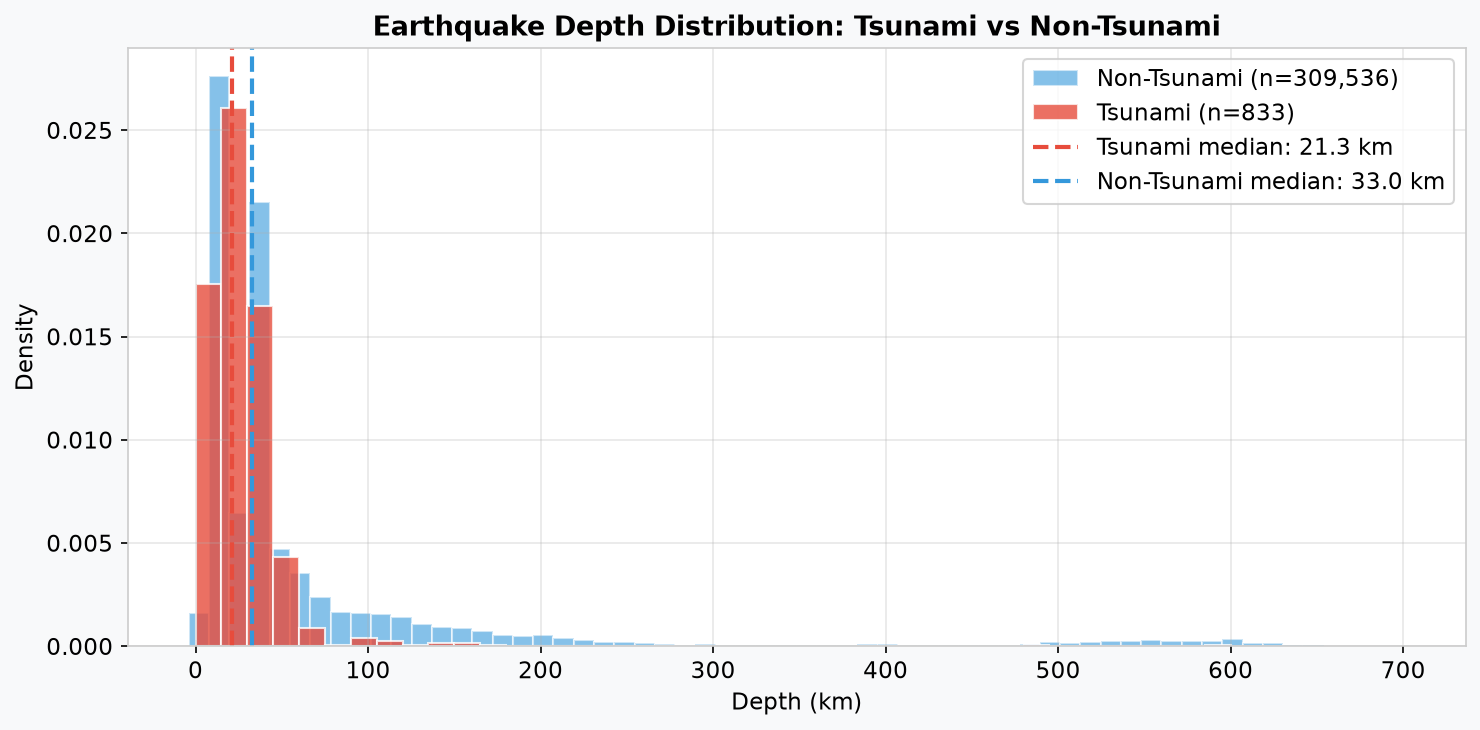 Earthquake Depth Distribution: Tsunami vs Non-Tsunami
Non-Tsunami (n=309,536)
Tsunami (n=833)
Tsunami median: 21.3 km
Non-Tsunami median: 33.0 km
Density
0.025
0.020
0.015
0.010
0.005
0.000
0 100 200 300 400 500 600 700
Depth (km)